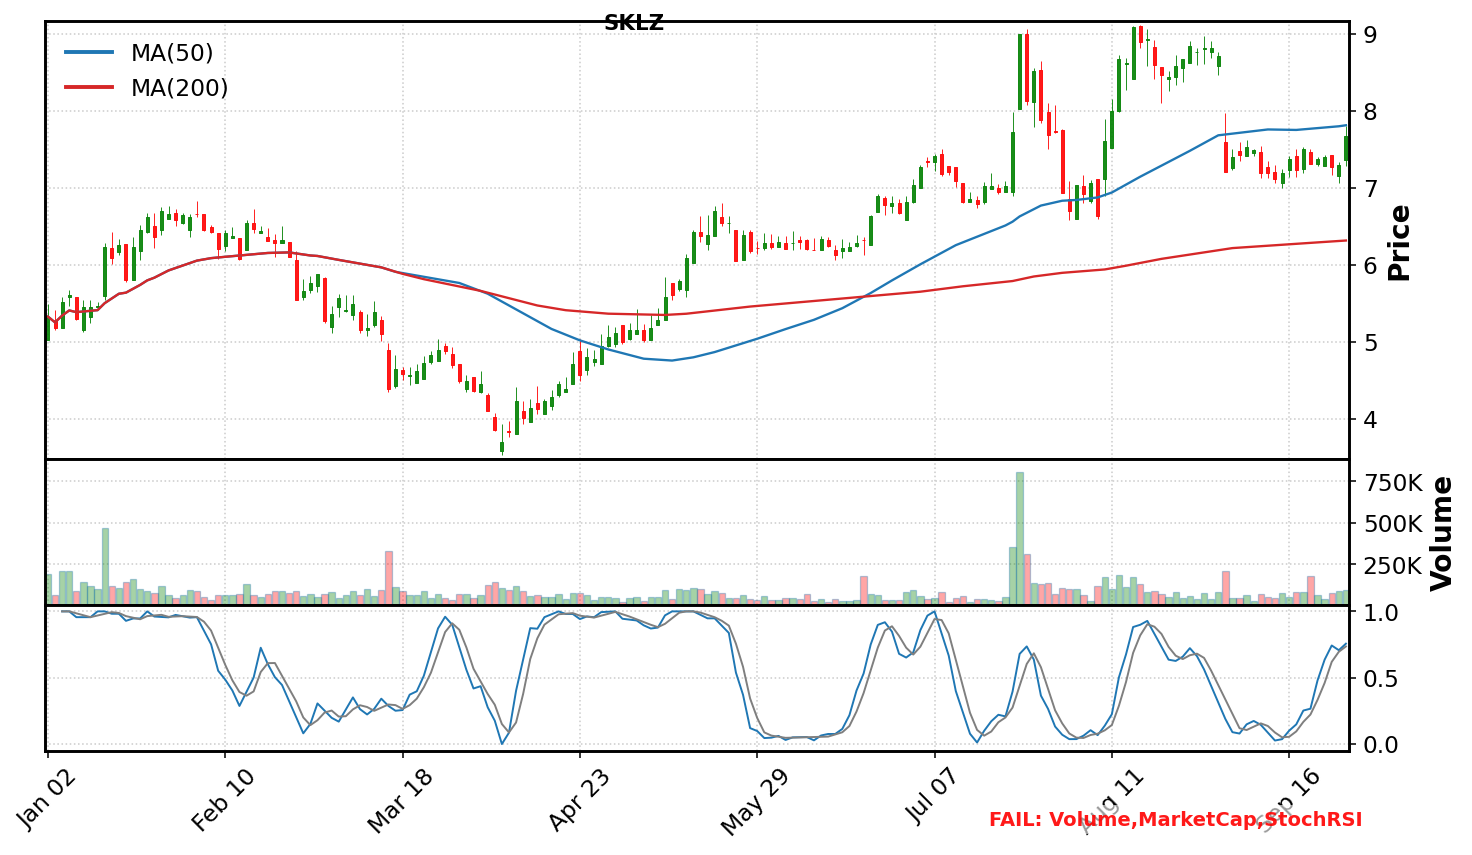 SKLZ
MA(50)
MA(200)
9
8
7
6
5
4
Price
750K
500K
250K
Volume
1.0
0.5
0.0
Jan 02
Feb 10
Mar 18
Apr 23
May 29
Jul 07
Aug 11
Sep 16
FAIL: Volume,MarketCap,StochRSI